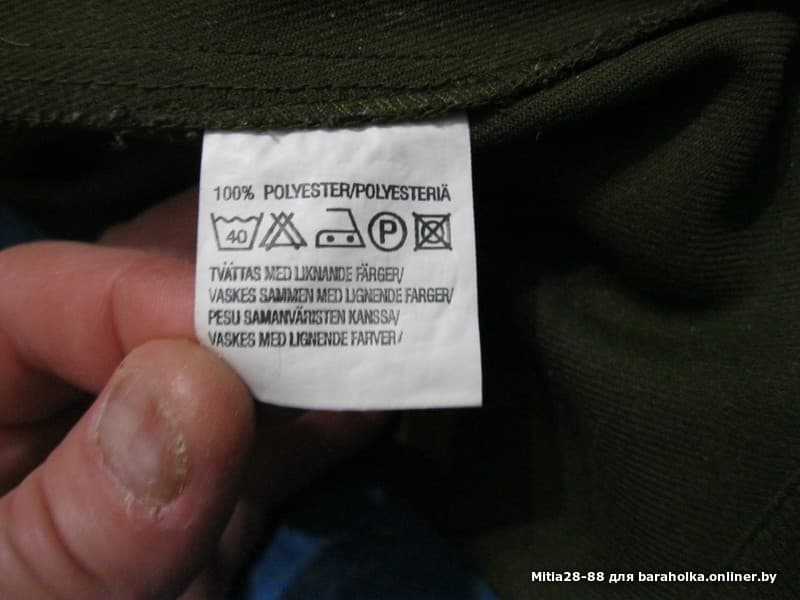 100% POLYESTER/POLYESTERIÄ
40 P
TVÄTTAS MED LIKNANDE FÄRGER/
VASKES SAMMEN MED LIGNENDE FARGER/
PESU SAMANVÄRISTEN KANSSA/
VASKES MED LIGNENDE FARVER/
Mitia28-88 для baraholka.onliner.by